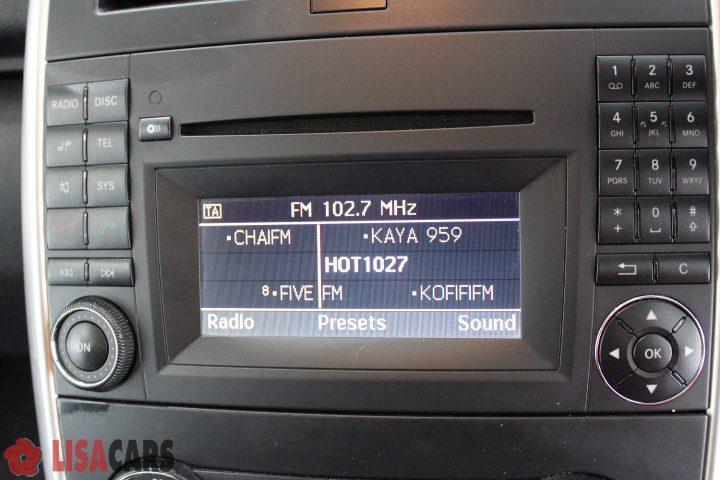 RADIO DISC
TEL
SYS
ON
TA FM 102.7 MHz
•CHAIFM •KAYA 959
HOT1027
8•FIVE FM •KOFIFIFM
Radio Presets Sound
1 2 ABC 3 DEF
4 GHI 5 JKL 6 MNO
7 PQRS 8 TUV 9 WXYZ
* + 0 #
C
OK
LISACARS